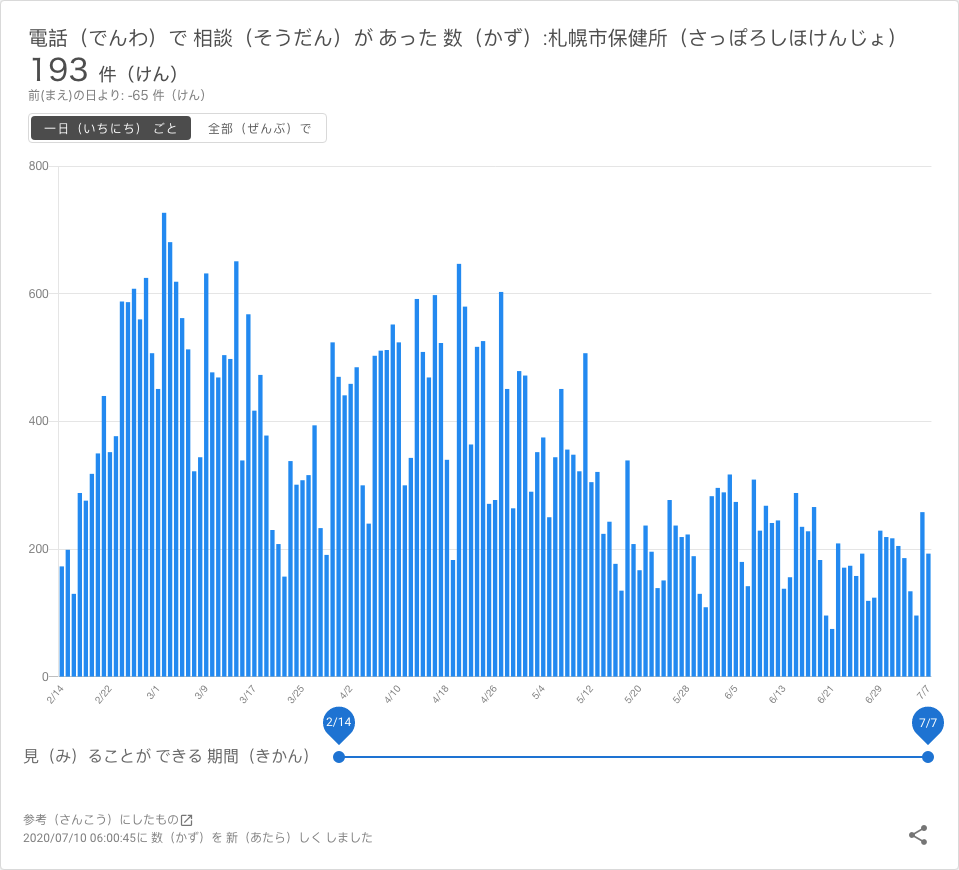 電話（でんわ）で 相談（そうだん）が あった 数（かず）:札幌市保健所（さっぽろしほけんじょ）
193 件（けん）
前(まえ)の日より: -65 件（けん）
一日（いちにち） ごと 全部（ぜんぶ）で
800
600
400
200
0
2/14 2/22 3/1 3/9 3/17 3/25 4/2 4/10 4/18 4/26 5/4 5/12 5/20 5/28 6/5 6/13 6/21 6/29 7/7
2/14 7/7
見（み）ることが できる 期間（きかん）
参考（さんこう）にしたもの
2020/07/10 06:00:45に 数（かず）を 新（あたら）しく しました